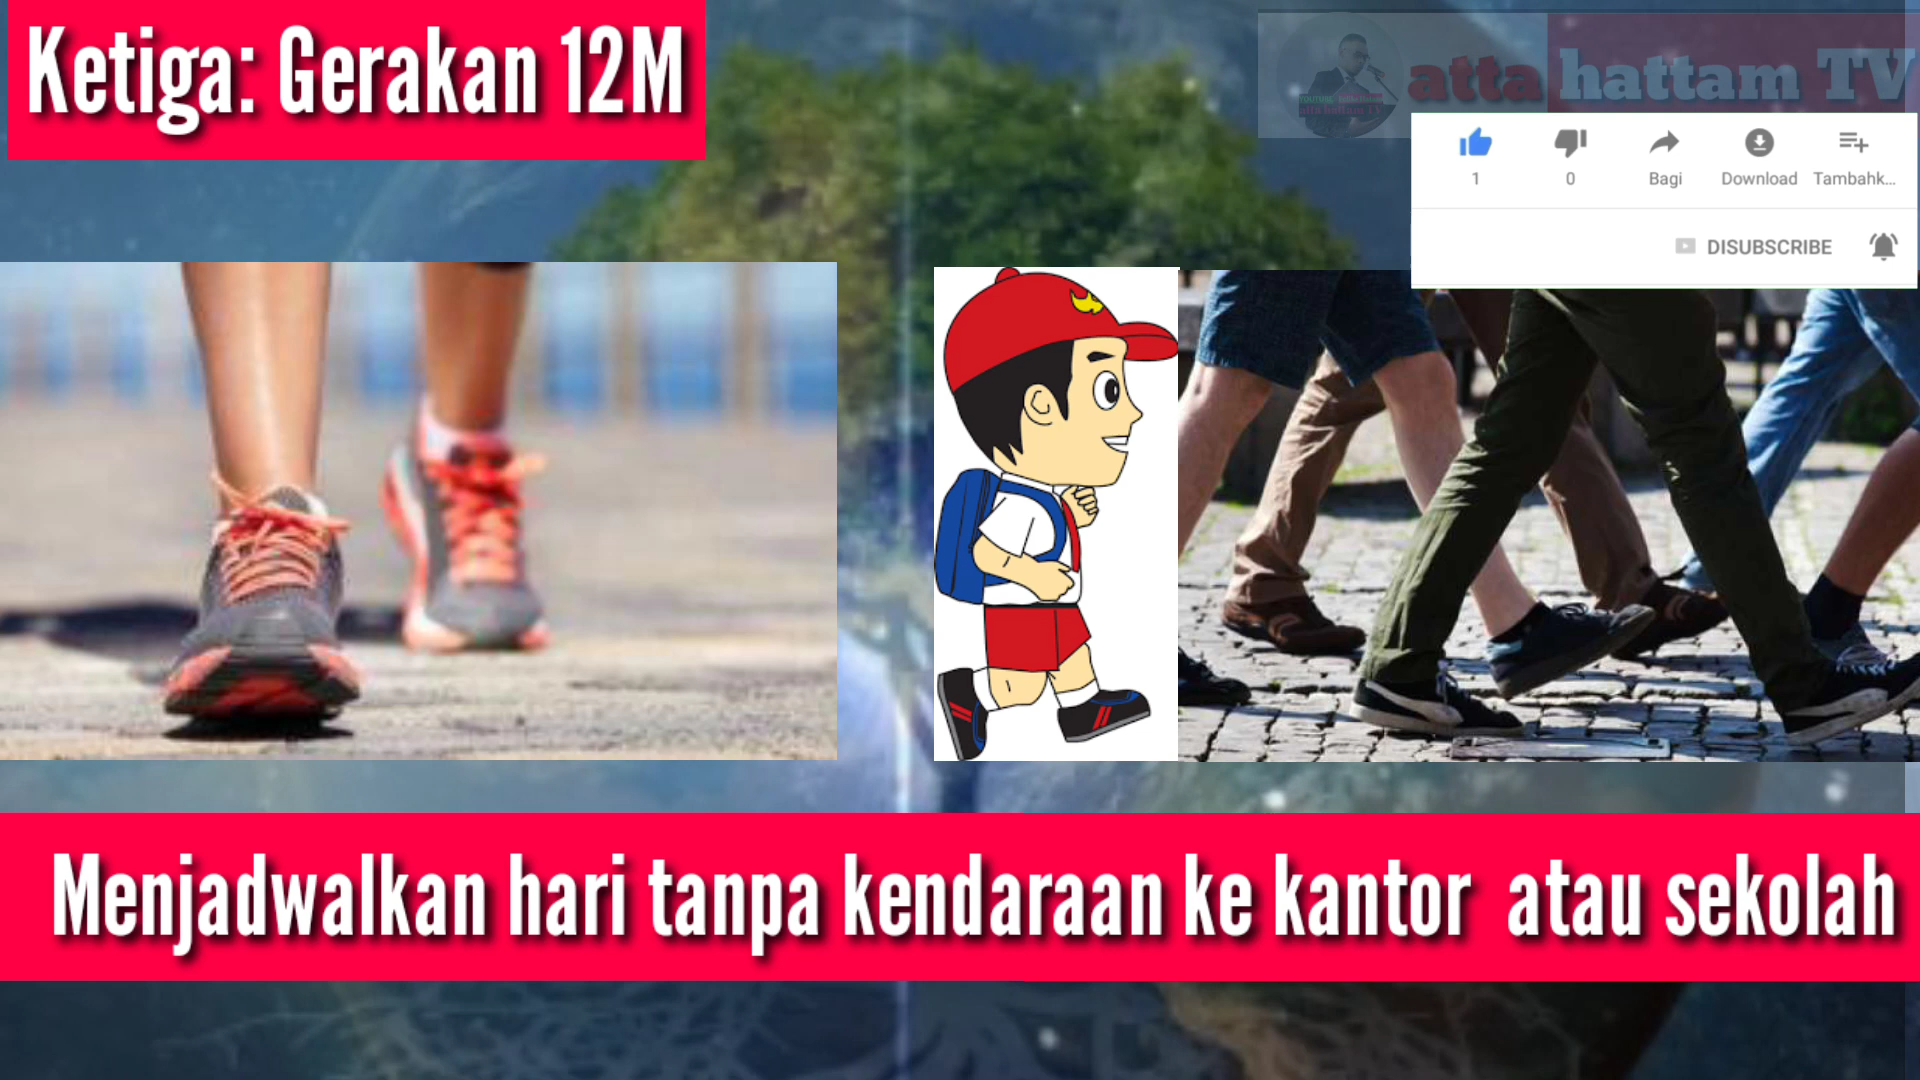 Ketiga: Gerakan 12M
atta hattam TV
1
0
Bagi
Download
Tambahk...
DISUBSCRIBE
Menjadwalkan hari tanpa kendaraan ke kantor atau sekolah